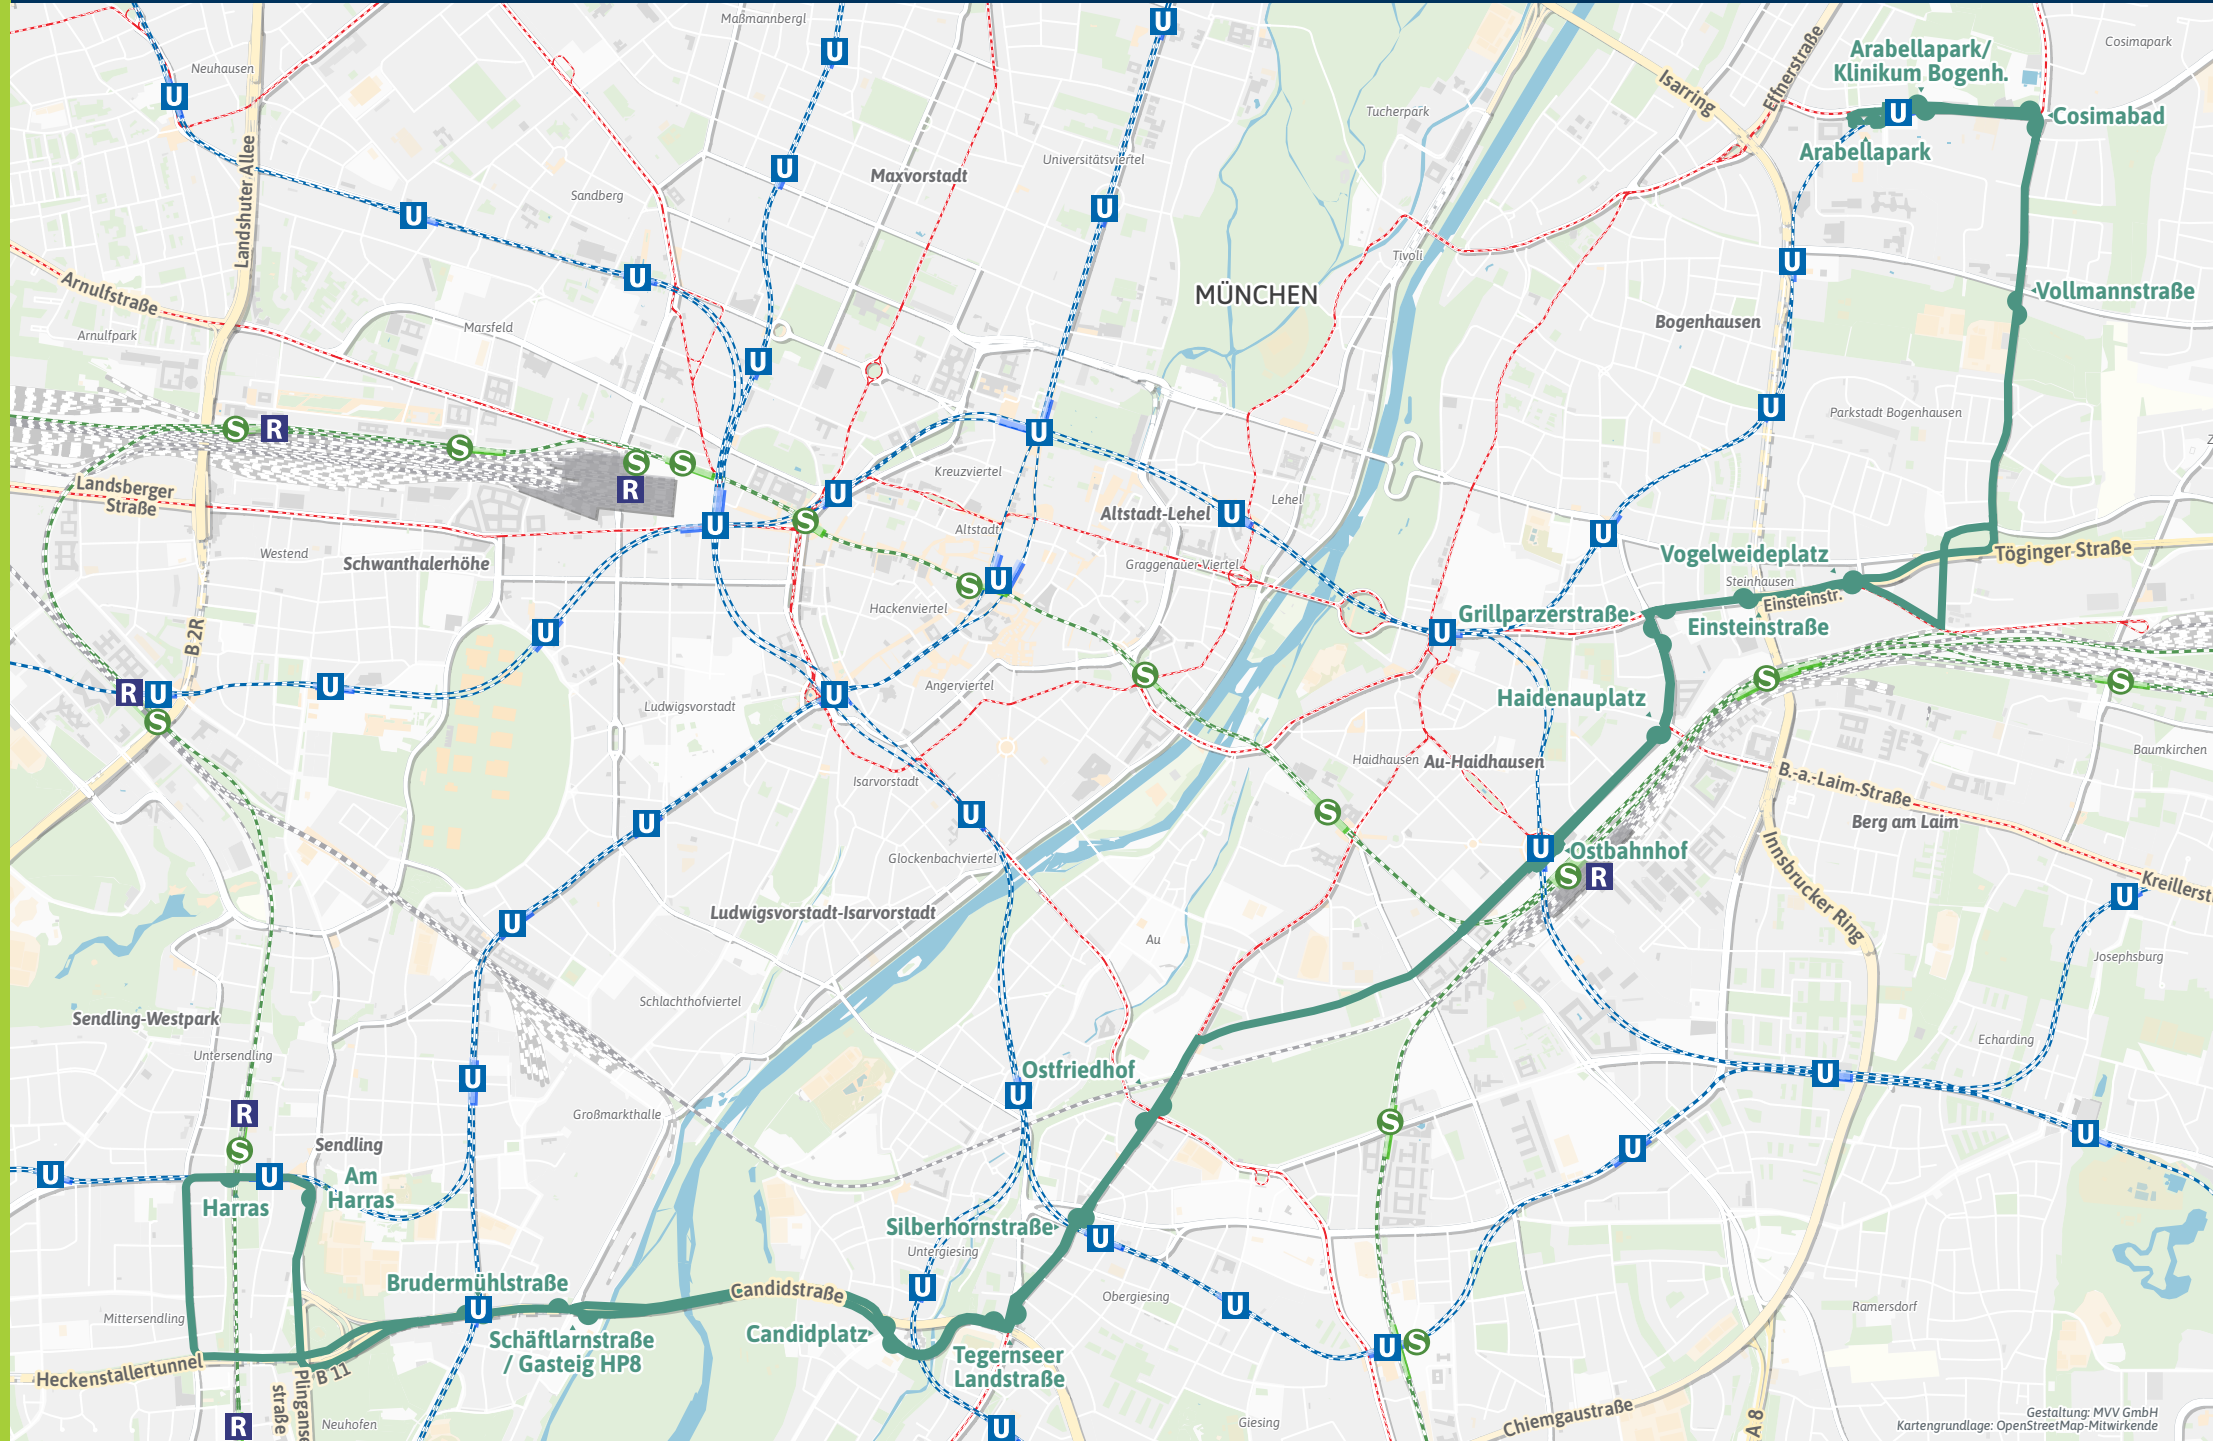 Maßmannbergl
U
U
Arabellapark/
Klinikum Bogenh.
Cosimapark
Neuhausen
U
Isarring
Effnerstraße
Tucherpark
U
Cosimabad
Arabellapark
Landshuter Allee
Universitätsviertel
U
Maxvorstadt
Sandberg
U
U
Tivoli
U
U
Arnulfstraße
MÜNCHEN
Vollmannstraße
Marsfeld
Arnulfpark
Bogenhausen
U
U
Parkstadt Bogenhausen
S
R
S
U
S
S
Kreuzviertel
R
Landsberger
Straße
U
Lehel
Altstadt-Lehel
U
U
S
Altstadt
U
Westend
Schwanthalerhöhe
Graggenauer Viertel
Vogelweideplatz
Töginger Straße
S
U
Steinhausen
Hackenviertel
Einsteinstr.
Grillparzerstraße
Einsteinstraße
B 2R
U
U
S
S
S
R
U
U
Angerviertel
U
Haidenauplatz
Ludwigsvorstadt
S
Baumkirchen
Haidhausen
Au-Haidhausen
Isarvorstadt
B.-a.-Laim-Straße
Berg am Laim
U
U
S
U
Ostbahnhof
Glockenbachviertel
S
R
Innsbrucker Ring
Kreillerst
U
Ludwigsvorstadt-Isarvorstadt
U
Au
Josephsburg
Schlachthofviertel
Sendling-Westpark
Echarding
Untersendling
Ostfriedhof
U
U
U
R
Großmarkthalle
S
U
Sendling
S
U
U
U
Am
Harras
Harras
Silberhornstraße
U
Untergiesing
Brudermühlstraße
U
Candidstraße
Obergiesing
U
U
Ramersdorf
Mittersendling
Schäftlarnstraße
/ Gasteig HP8
Candidplatz
U
S
Tegernseer
Landstraße
Heckenstallertunnel
B 11
Plinganse
straße
Neuhofen
R
U
Giesing
Chiemgaustraße
A 8
Gestaltung: MVV GmbH
Kartengrundlage: OpenStreetMap-Mitwirkende